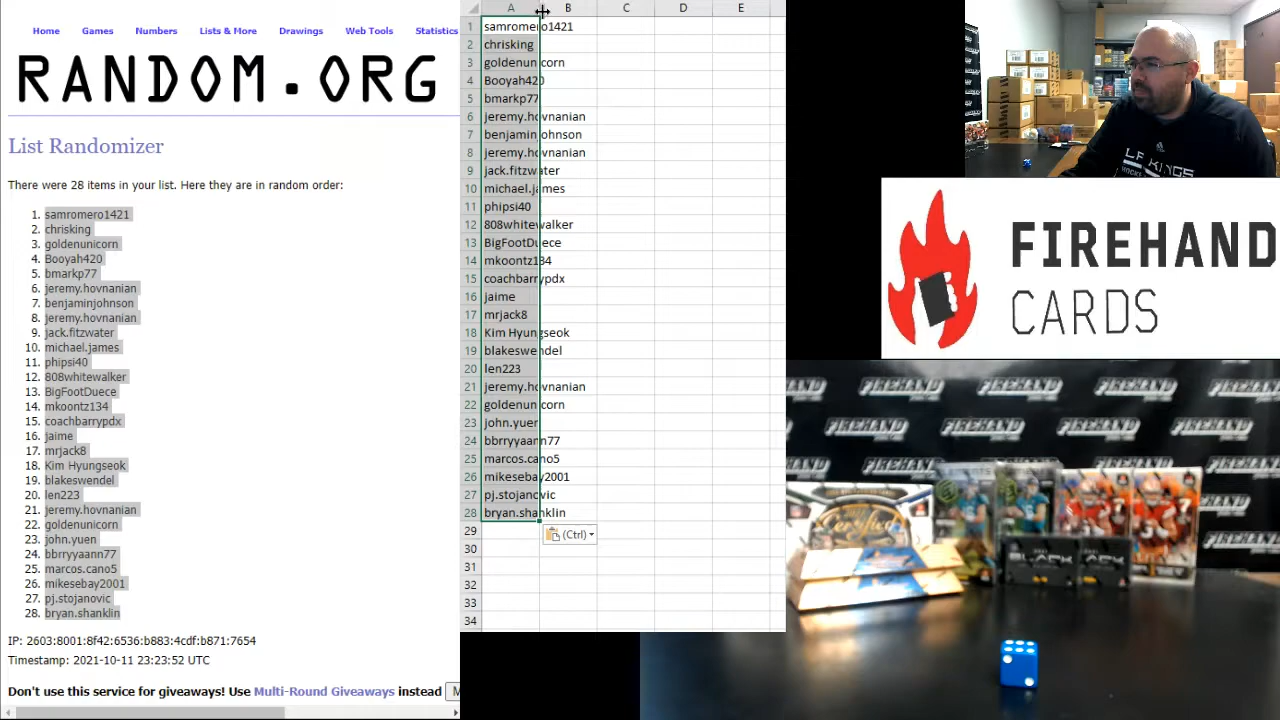 Home Games Numbers Lists & More Drawings Web Tools Statistics
RANDOM.ORG
List Randomizer
There were 28 items in your list. Here they are in random order:
1. samromero1421
2. chrisking
3. goldenunicorn
4. Booyah420
5. bmarkp77
6. jeremy.hovnanian
7. benjaminjohnson
8. jeremy.hovnanian
9. jack.fitzwater
10. michael.james
11. phipsi40
12. 808whitewalker
13. BigFootDuece
14. mkoontz134
15. coachbarrypdx
16. jaime
17. mrjack8
18. Kim Hyungseok
19. blakeswendel
20. len223
21. jeremy.hovnanian
22. goldenunicorn
23. john.yuen
24. bbrryyaann77
25. marcos.cano5
26. mikesebay2001
27. pj.stojanovic
28. bryan.shanklin
IP: 2603:8001:8f42:6536:b883:4cdf:b871:7654
Timestamp: 2021-10-11 23:23:52 UTC
Don't use this service for giveaways! Use Multi-Round Giveaways instead
A B C D E
1 samromero1421
2 chrisking
3 goldenunicorn
4 Booyah420
5 bmarkp77
6 jeremy.hovnanian
7 benjaminjohnson
8 jeremy.hovnanian
9 jack.fitzwater
10 michael.james
11 phipsi40
12 808whitewalker
13 BigFootDuece
14 mkoontz134
15 coachbarrypdx
16 jaime
17 mrjack8
18 Kim Hyungseok
19 blakeswendel
20 len223
21 jeremy.hovnanian
22 goldenunicorn
23 john.yuen
24 bbrryyaann77
25 marcos.cano5
26 mikesebay2001
27 pj.stojanovic
28 bryan.shanklin
29
30
31
32
33
34
(Ctrl)
LA KINGS
HOCKEY
FIREHAND
CARDS
FIREHAND FIREHAND FIREHAND
FIREHAND FIREHAND FIREHAND FIREHAND
FIREHAND
Certified
BLACK